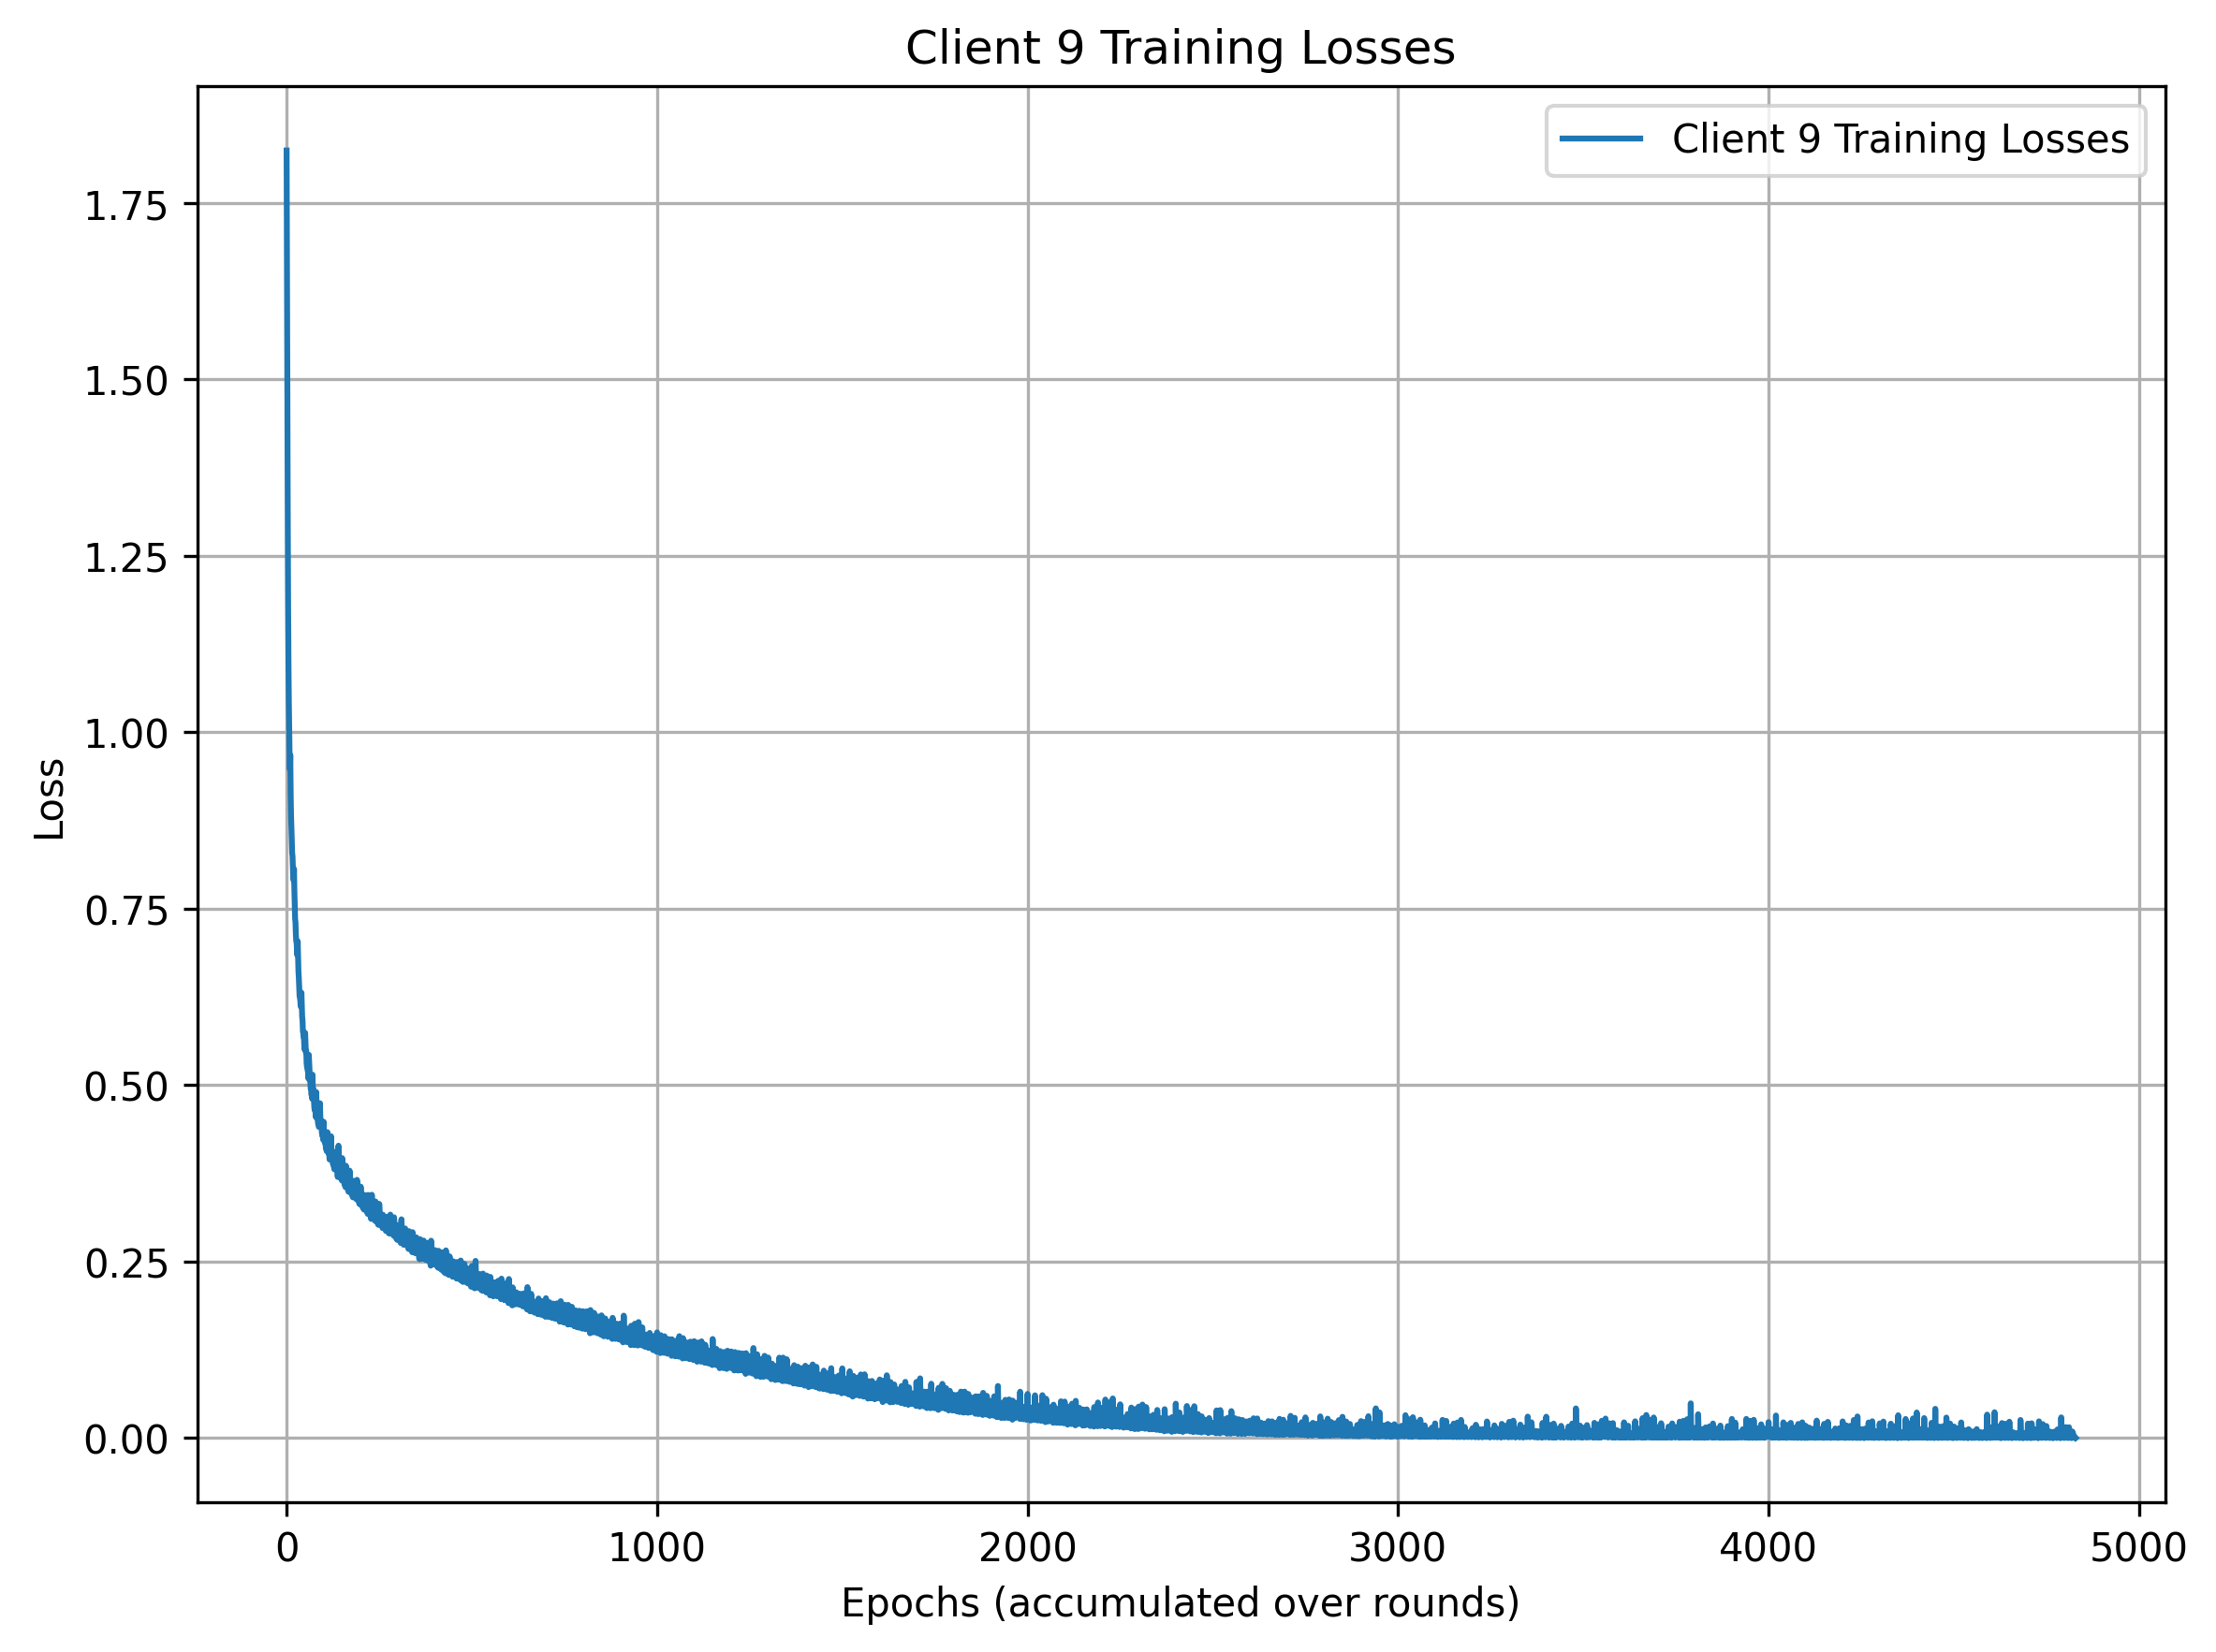 Client 9 Training Losses
Client 9 Training Losses
1.75
1.50
1.25
1.00
0.75
0.50
0.25
0.00
Loss
0 1000 2000 3000 4000 5000
Epochs (accumulated over rounds)